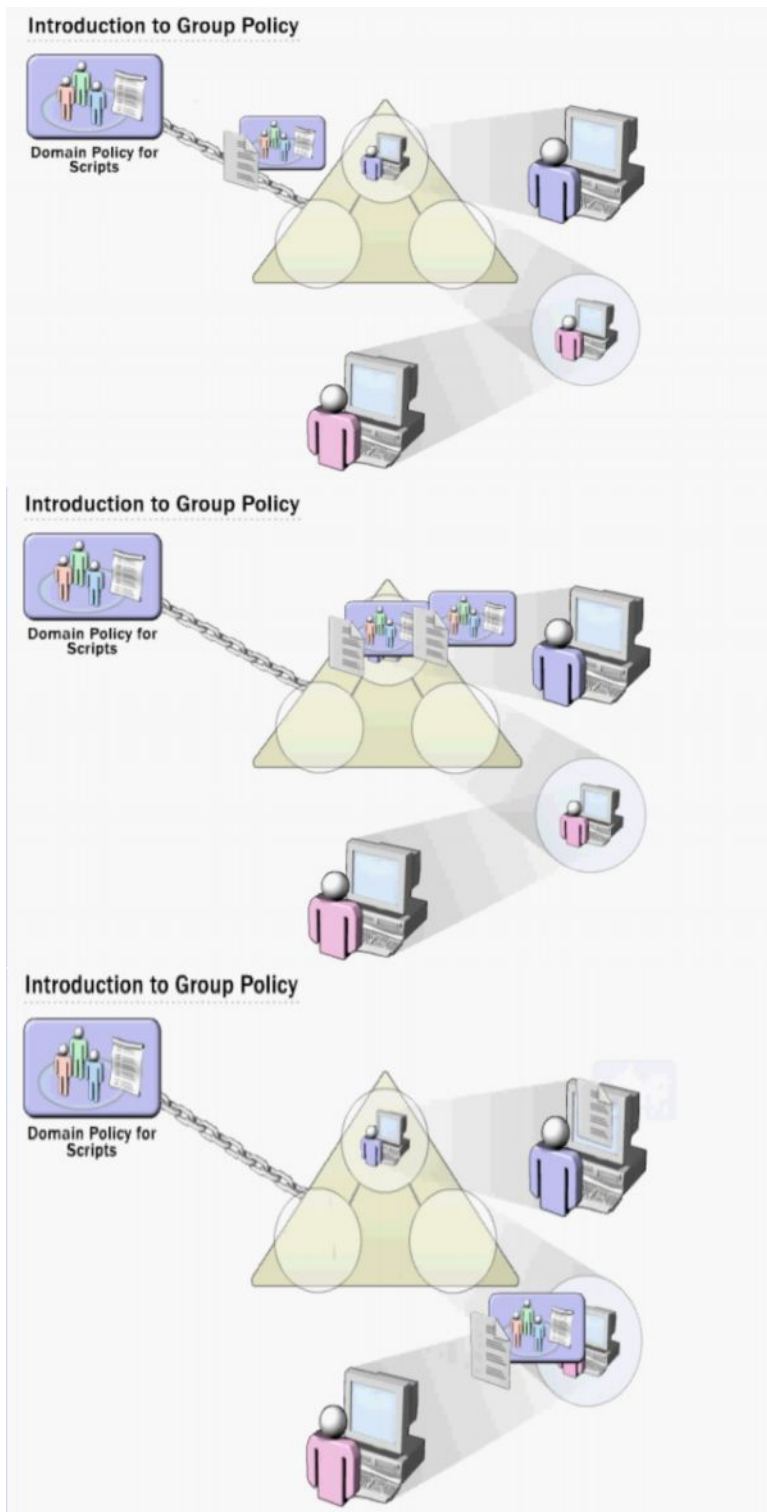 Introduction to Group Policy
Domain Policy for
Scripts
Introduction to Group Policy
Domain Policy for
Scripts
Introduction to Group Policy
Domain Policy for
Scripts